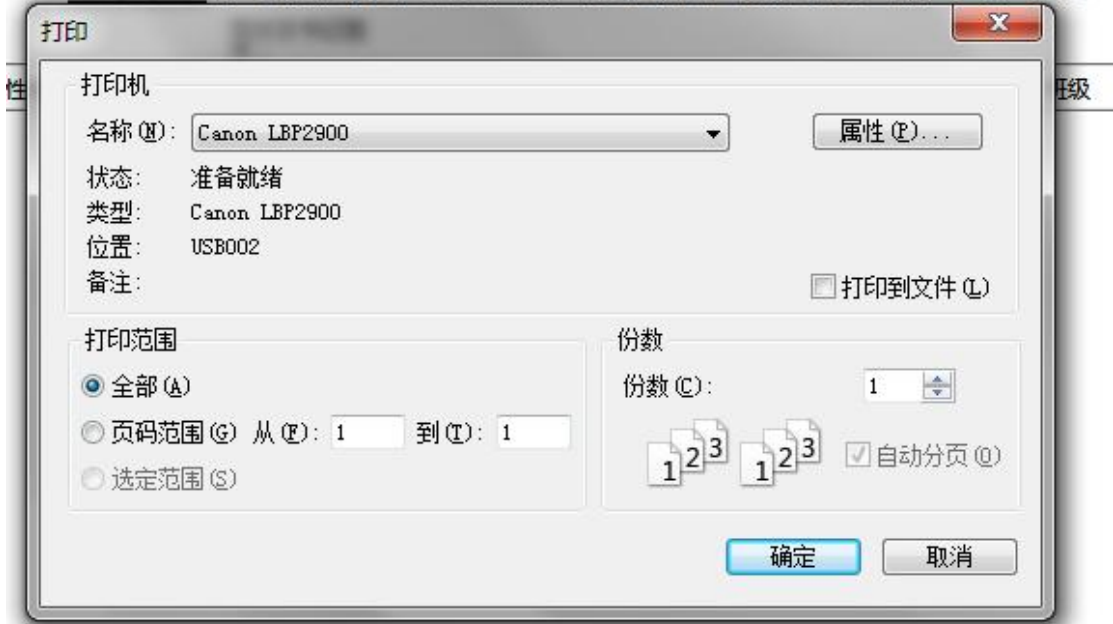 打印
性
班级
打印机
名称(N): Canon LBP2900 属性(P)...
状态: 准备就绪
类型: Canon LBP2900
位置: USB002
备注:
打印到文件(L)
打印范围
全部(A)
页码范围(G) 从(F): 1 到(T): 1
选定范围(S)
份数
份数(C): 1
1 2 3 1 2 3 自动分页(O)
确定 取消